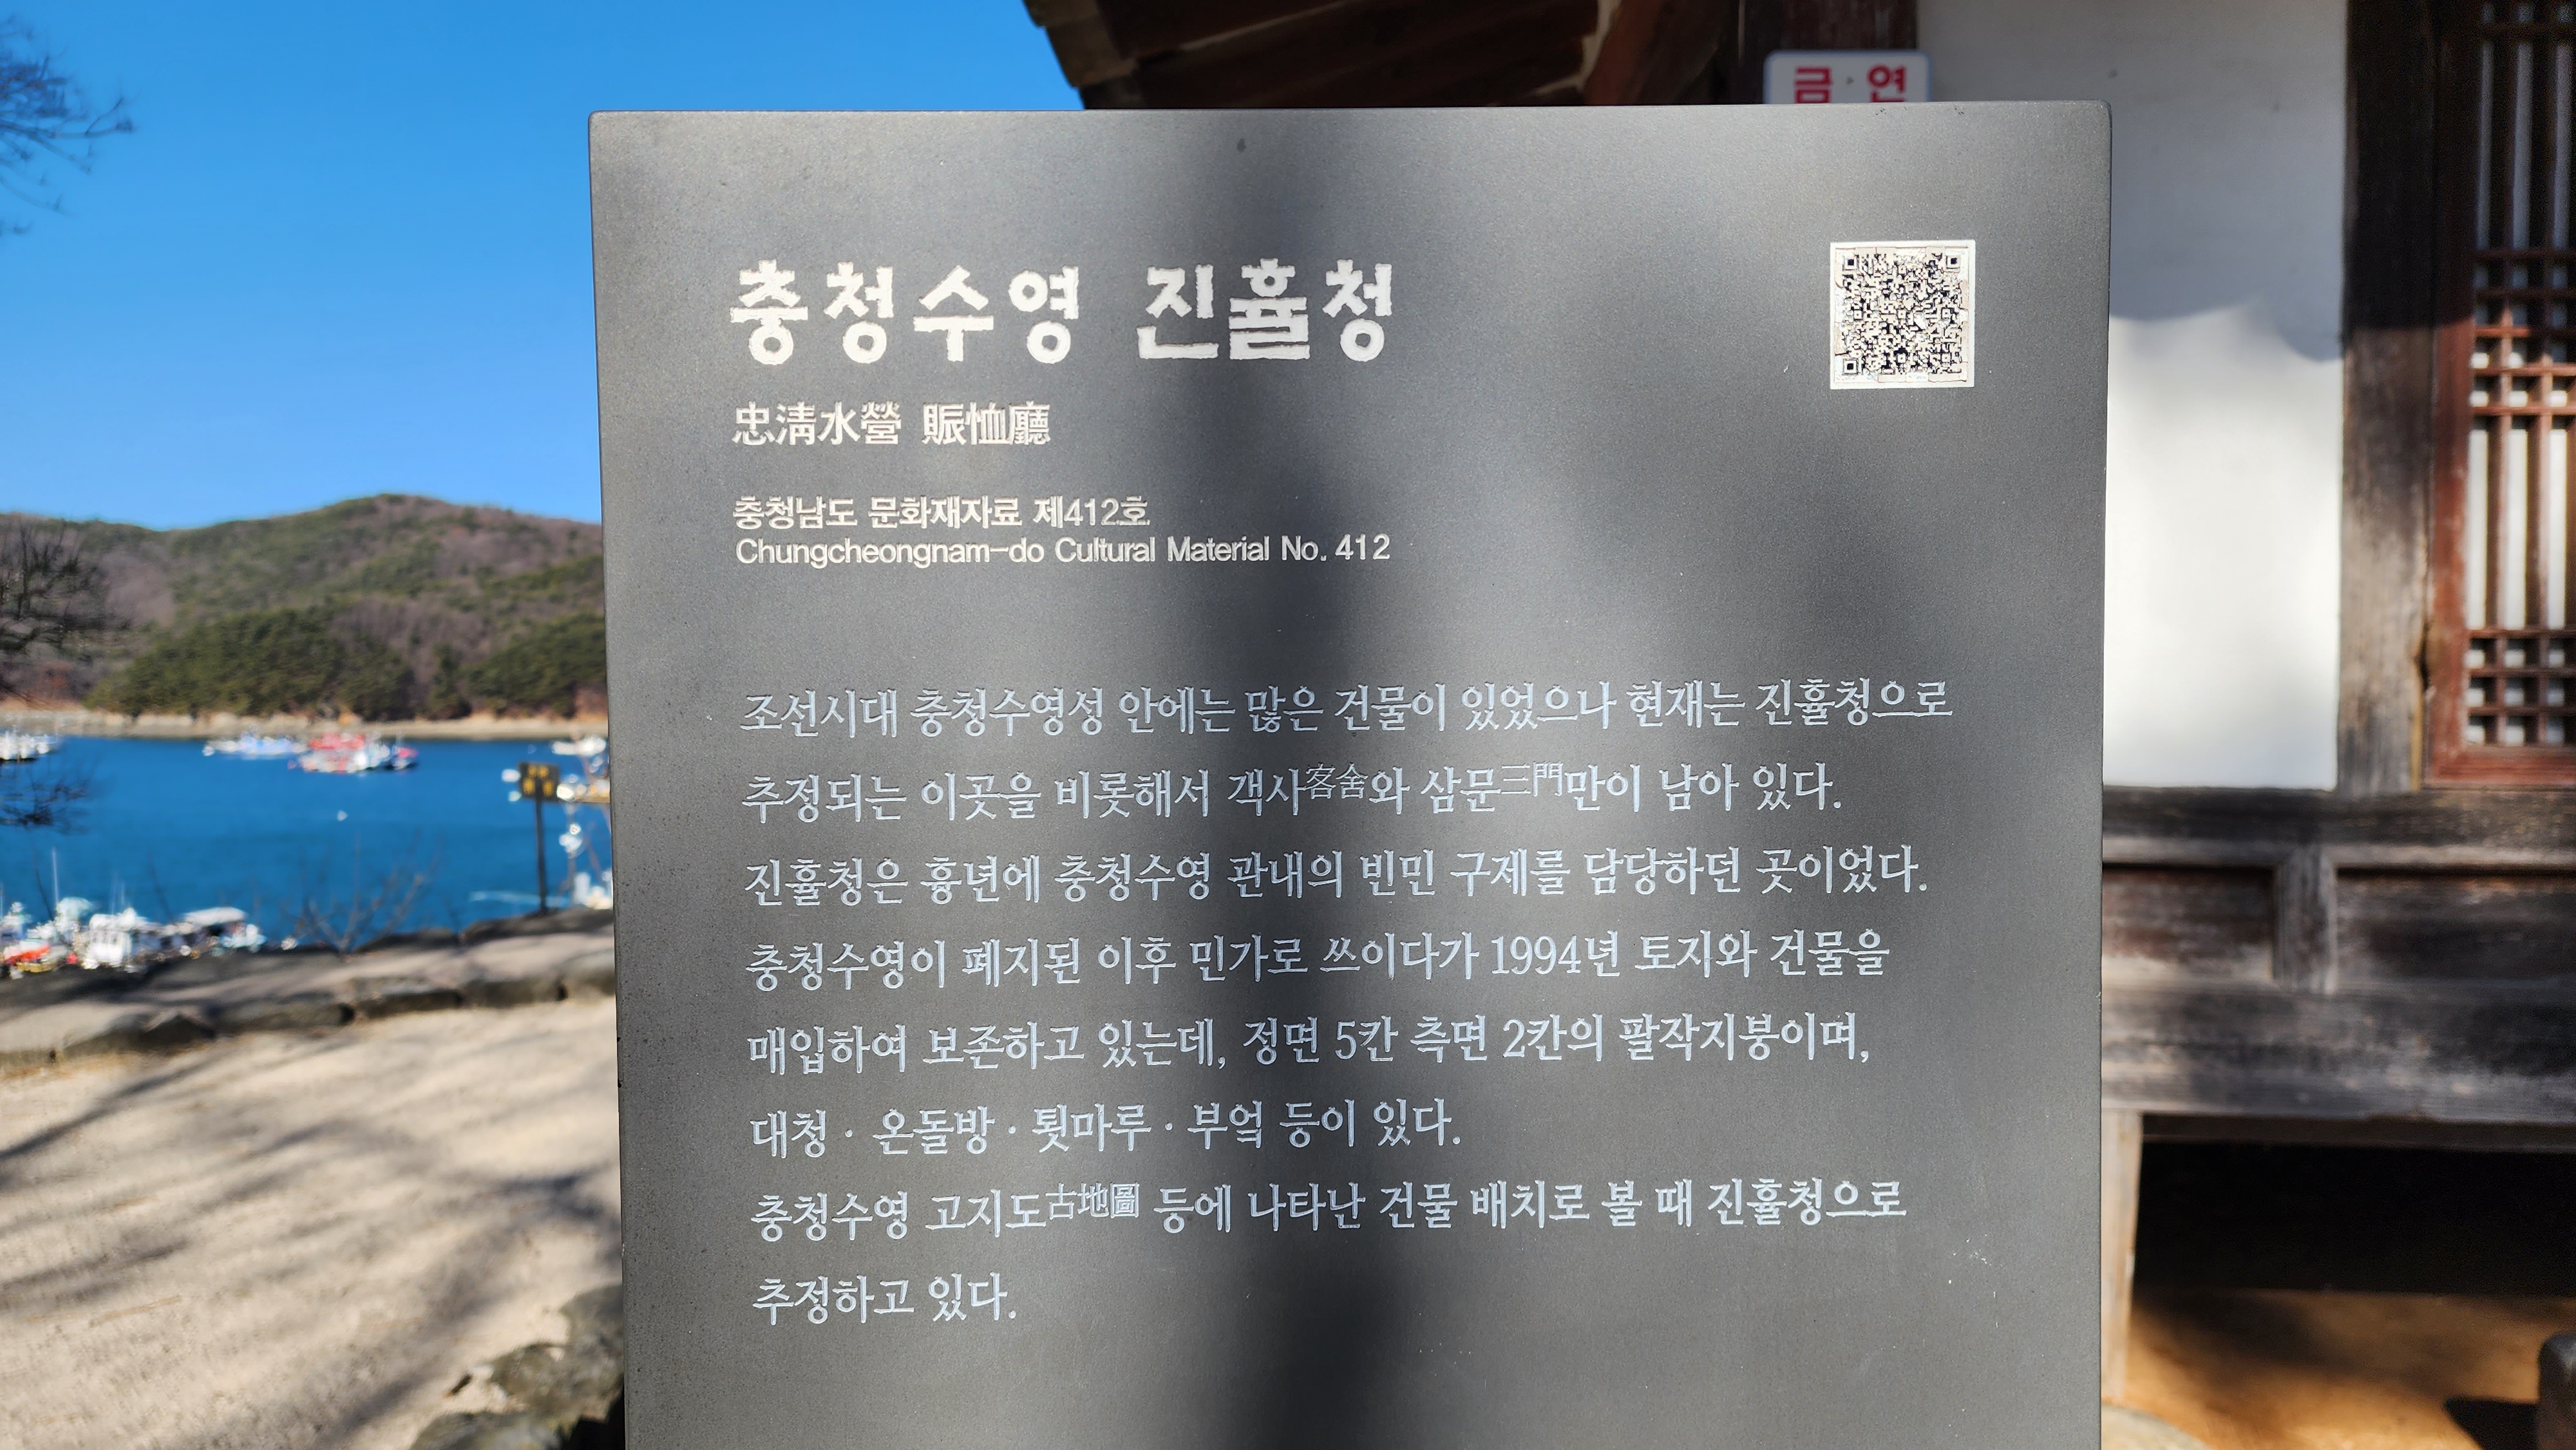 금·연
충청수영 진휼청
忠淸水營 賑恤廳
충청남도 문화재자료 제412호
Chungcheongnam-do Cultural Material No. 412
조선시대 충청수영성 안에는 많은 건물이 있었으나 현재는 진휼청으로
추정되는 이곳을 비롯해서 객사客舍와 삼문三門만이 남아 있다.
진휼청은 흉년에 충청수영 관내의 빈민 구제를 담당하던 곳이었다.
충청수영이 폐지된 이후 민가로 쓰이다가 1994년 토지와 건물을
매입하여 보존하고 있는데, 정면 5칸 측면 2칸의 팔작지붕이며,
대청 · 온돌방 · 툇마루 · 부엌 등이 있다.
충청수영 고지도古地圖 등에 나타난 건물 배치로 볼 때 진휼청으로
추정하고 있다.